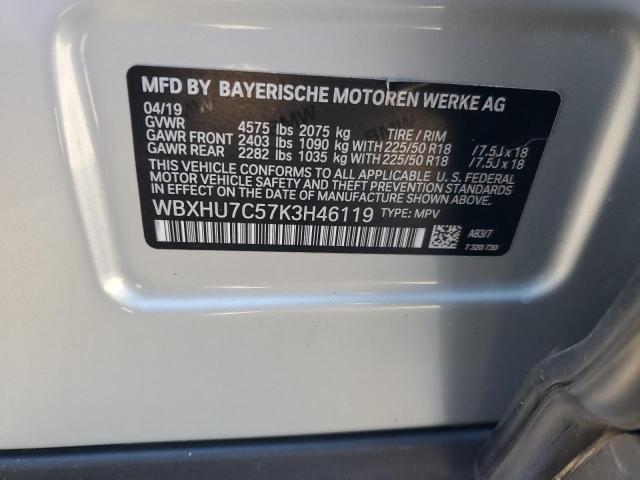 MFD BY BAYERISCHE MOTOREN WERKE AG
04/19
GVWR 4575 lbs 2075 kg TIRE / RIM
GAWR FRONT 2403 lbs 1090 kg WITH 225/50 R18 / 7.5J x 18
GAWR REAR 2282 lbs 1035 kg WITH 225/50 R18 / 7.5J x 18
THIS VEHICLE CONFORMS TO ALL APPLICABLE U. S. FEDERAL
MOTOR VEHICLE SAFETY STANDARDS IN EFFECT ON THE
DATE OF MANUFACTURE SHOWN ABOVE.
WBXHU7C57K3H46119 TYPE: MPV
A83/7
7 320 730